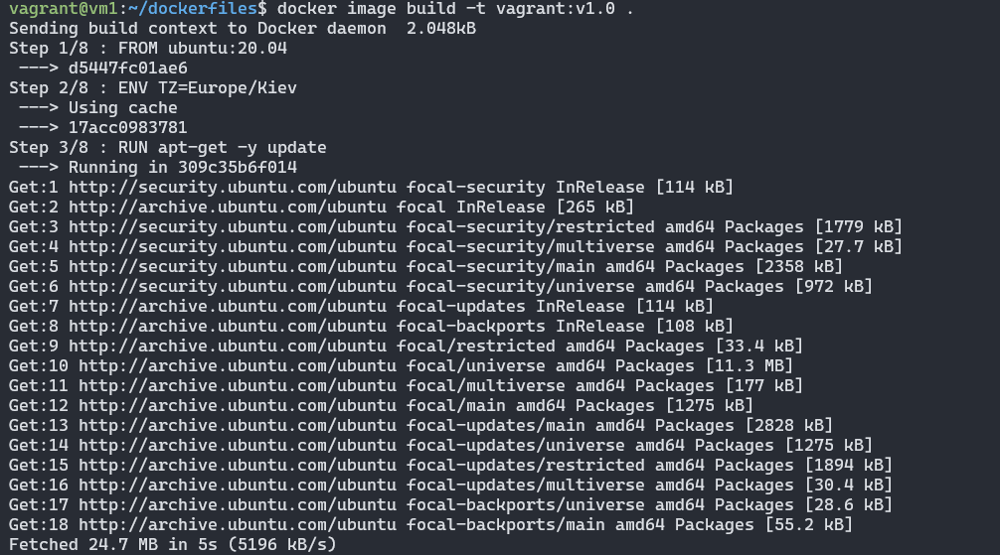 vagrant@vm1:~/dockerfiles$ docker image build -t vagrant:v1.0 .
Sending build context to Docker daemon  2.048kB
Step 1/8 : FROM ubuntu:20.04
 ---> d5447fc01ae6
Step 2/8 : ENV TZ=Europe/Kiev
 ---> Using cache
 ---> 17acc0983781
Step 3/8 : RUN apt-get -y update
 ---> Running in 309c35b6f014
Get:1 http://security.ubuntu.com/ubuntu focal-security InRelease [114 kB]
Get:2 http://archive.ubuntu.com/ubuntu focal InRelease [265 kB]
Get:3 http://security.ubuntu.com/ubuntu focal-security/restricted amd64 Packages [1779 kB]
Get:4 http://security.ubuntu.com/ubuntu focal-security/multiverse amd64 Packages [27.7 kB]
Get:5 http://security.ubuntu.com/ubuntu focal-security/main amd64 Packages [2358 kB]
Get:6 http://security.ubuntu.com/ubuntu focal-security/universe amd64 Packages [972 kB]
Get:7 http://archive.ubuntu.com/ubuntu focal-updates InRelease [114 kB]
Get:8 http://archive.ubuntu.com/ubuntu focal-backports InRelease [108 kB]
Get:9 http://archive.ubuntu.com/ubuntu focal/restricted amd64 Packages [33.4 kB]
Get:10 http://archive.ubuntu.com/ubuntu focal/universe amd64 Packages [11.3 MB]
Get:11 http://archive.ubuntu.com/ubuntu focal/multiverse amd64 Packages [177 kB]
Get:12 http://archive.ubuntu.com/ubuntu focal/main amd64 Packages [1275 kB]
Get:13 http://archive.ubuntu.com/ubuntu focal-updates/main amd64 Packages [2828 kB]
Get:14 http://archive.ubuntu.com/ubuntu focal-updates/universe amd64 Packages [1275 kB]
Get:15 http://archive.ubuntu.com/ubuntu focal-updates/restricted amd64 Packages [1894 kB]
Get:16 http://archive.ubuntu.com/ubuntu focal-updates/multiverse amd64 Packages [30.4 kB]
Get:17 http://archive.ubuntu.com/ubuntu focal-backports/universe amd64 Packages [28.6 kB]
Get:18 http://archive.ubuntu.com/ubuntu focal-backports/main amd64 Packages [55.2 kB]
Fetched 24.7 MB in 5s (5196 kB/s)